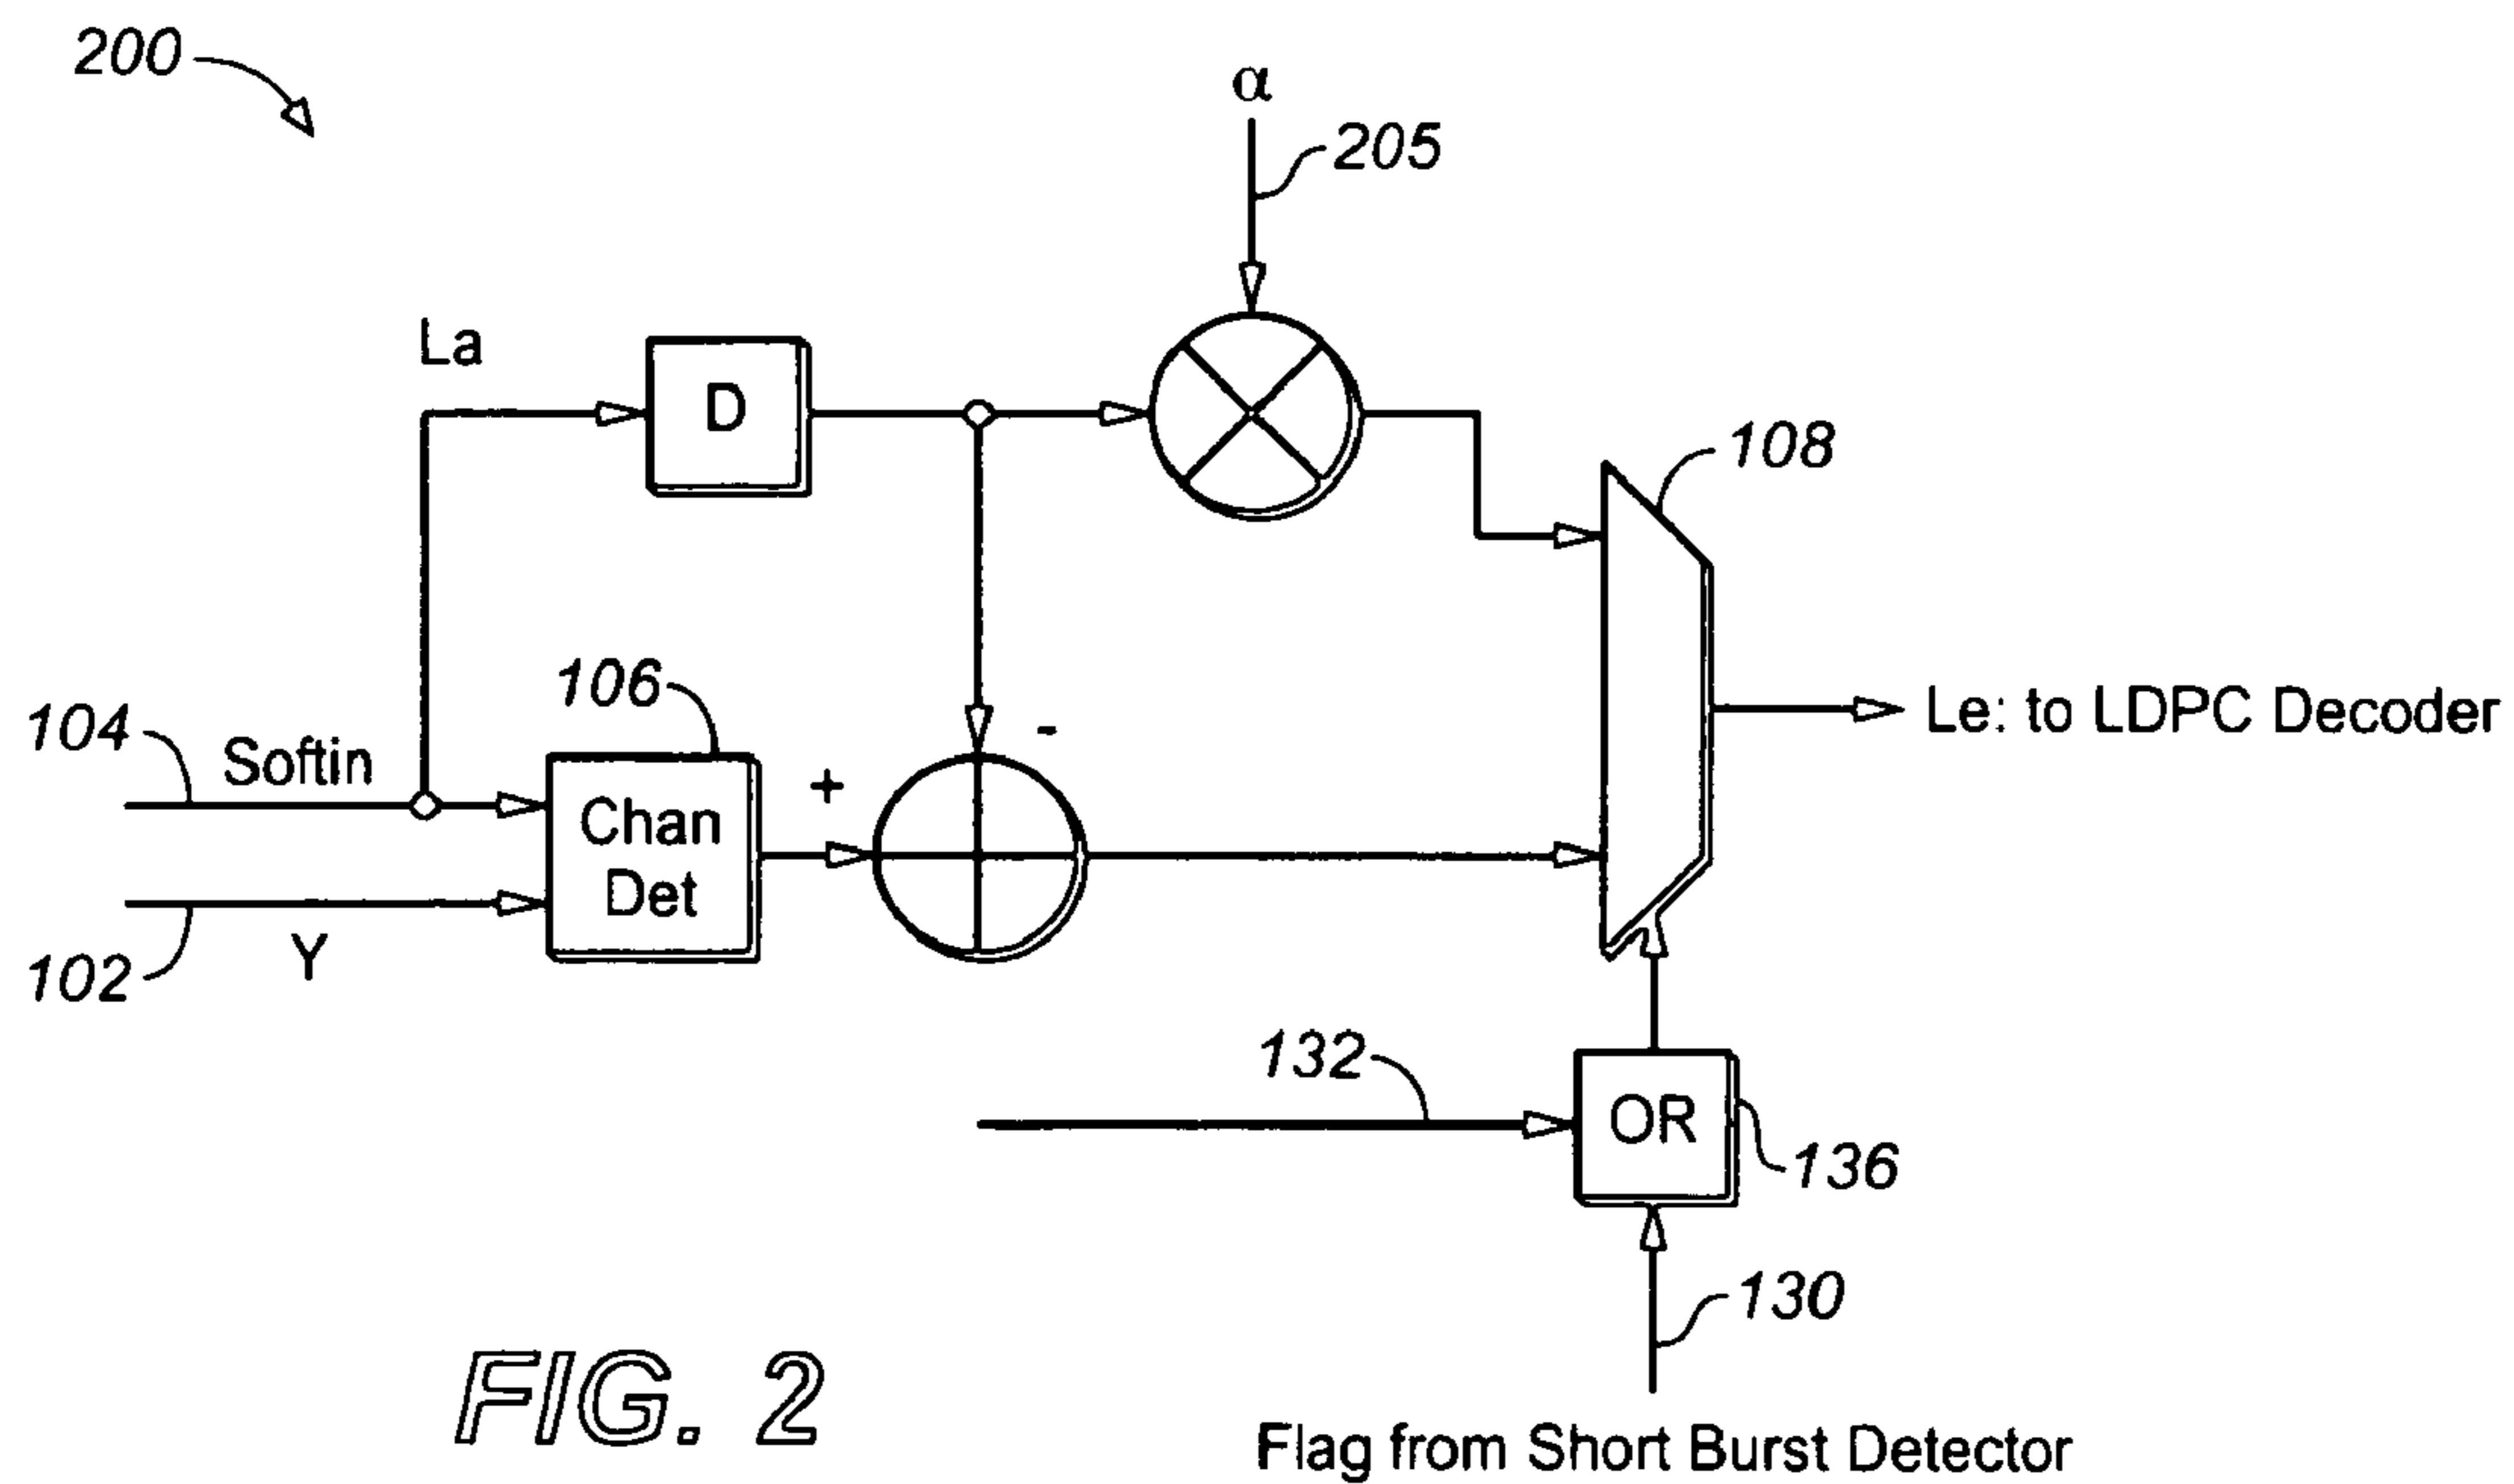 200
α
205
La
D
108
106
104
Softin
+
-
Chan
Det
Le: to LDPC Decoder
Y
102
132
OR
136
130
FIG. 2
Flag from Short Burst Detector